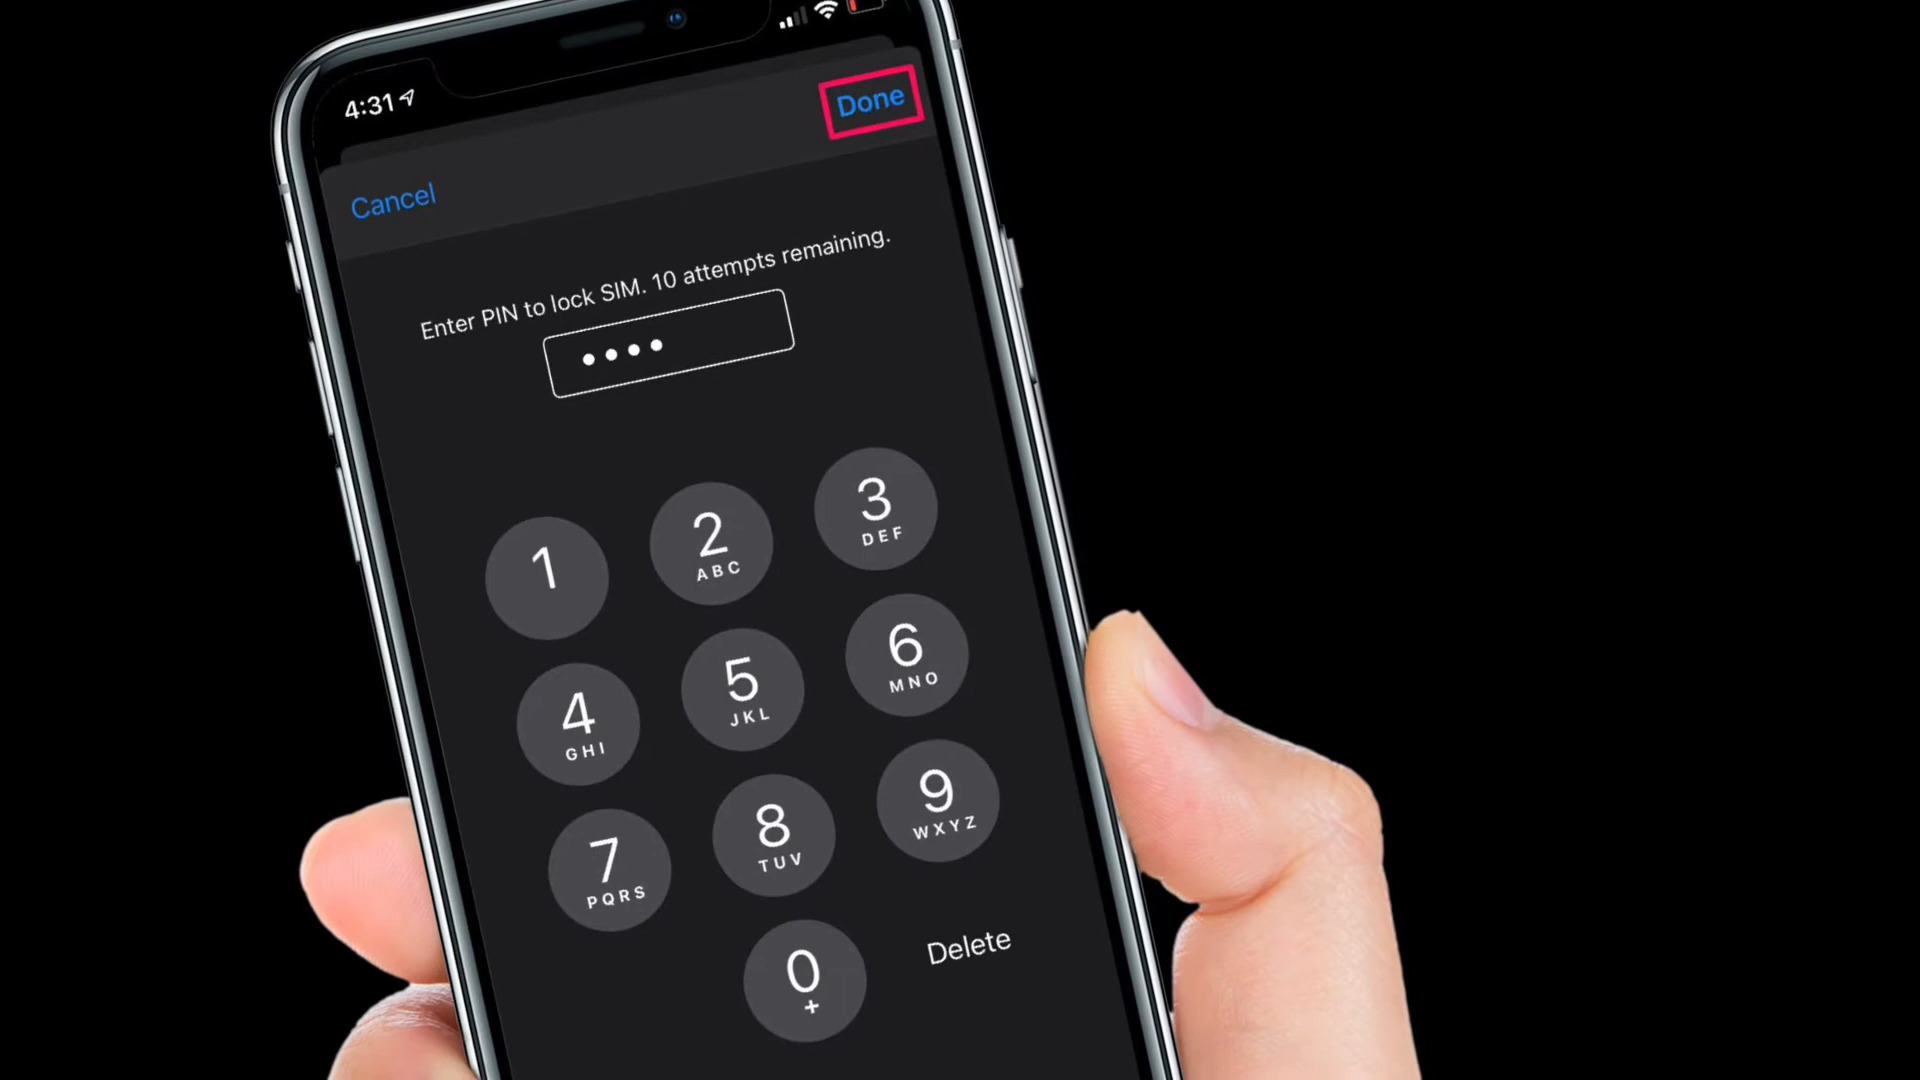 4:31
Done
Cancel
Enter PIN to lock SIM. 10 attempts remaining.
1
2
ABC
3
DEF
4
GHI
5
JKL
6
MNO
7
PQRS
8
TUV
9
WXYZ
0
+
Delete